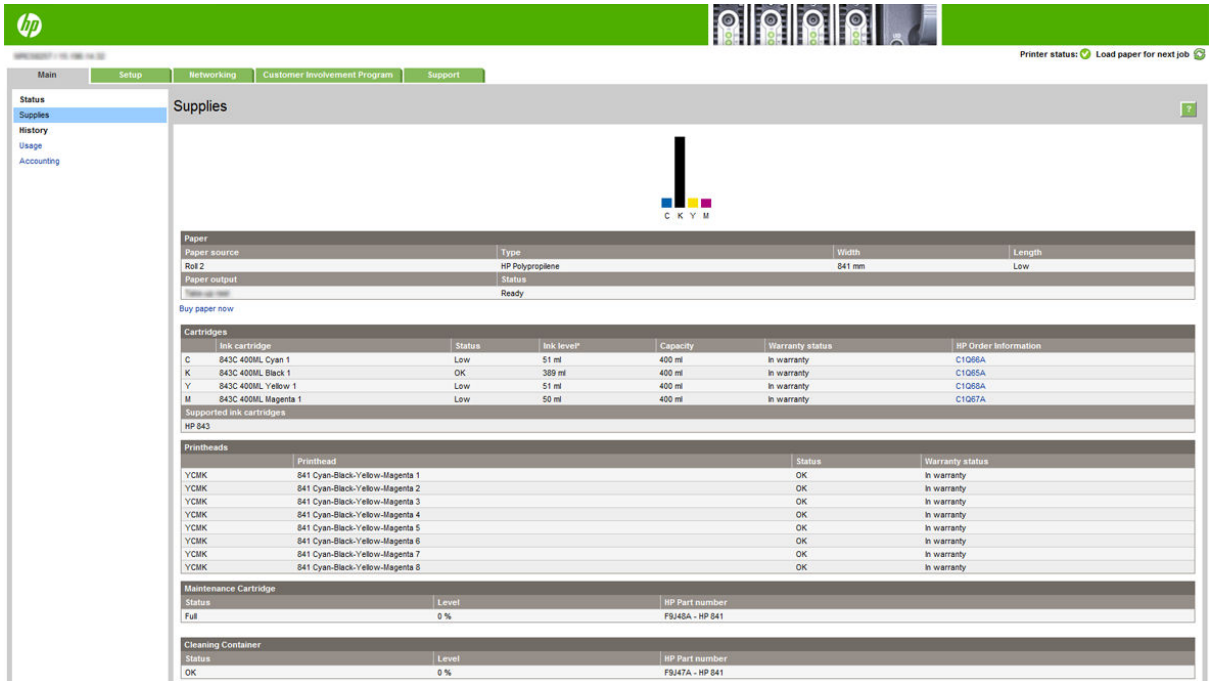 hp
Printer status: Load paper for next job
Main Setup Networking Customer Involvement Program Support
Status
Supplies
History
Usage
Accounting
Supplies
?
C K Y M
Paper
Paper source Type Width Length
Roll 2 HP Polypropilene 841 mm Low
Paper output Status
Ready
Buy paper now
Cartridges
Ink cartridge Status Ink level* Capacity Warranty status HP Order Information
C 843C 400ML Cyan 1 Low 51 ml 400 ml In warranty C1Q66A
K 843C 400ML Black 1 OK 389 ml 400 ml In warranty C1Q65A
Y 843C 400ML Yellow 1 Low 51 ml 400 ml In warranty C1Q68A
M 843C 400ML Magenta 1 Low 50 ml 400 ml In warranty C1Q67A
Supported ink cartridges
HP 843
Printheads
Printhead Status Warranty status
YCMK 841 Cyan-Black-Yellow-Magenta 1 OK In warranty
YCMK 841 Cyan-Black-Yellow-Magenta 2 OK In warranty
YCMK 841 Cyan-Black-Yellow-Magenta 3 OK In warranty
YCMK 841 Cyan-Black-Yellow-Magenta 4 OK In warranty
YCMK 841 Cyan-Black-Yellow-Magenta 5 OK In warranty
YCMK 841 Cyan-Black-Yellow-Magenta 6 OK In warranty
YCMK 841 Cyan-Black-Yellow-Magenta 7 OK In warranty
YCMK 841 Cyan-Black-Yellow-Magenta 8 OK In warranty
Maintenance Cartridge
Status Level HP Part number
Full 0 % F9J48A - HP 841
Cleaning Container
Status Level HP Part number
OK 0 % F9J47A - HP 841